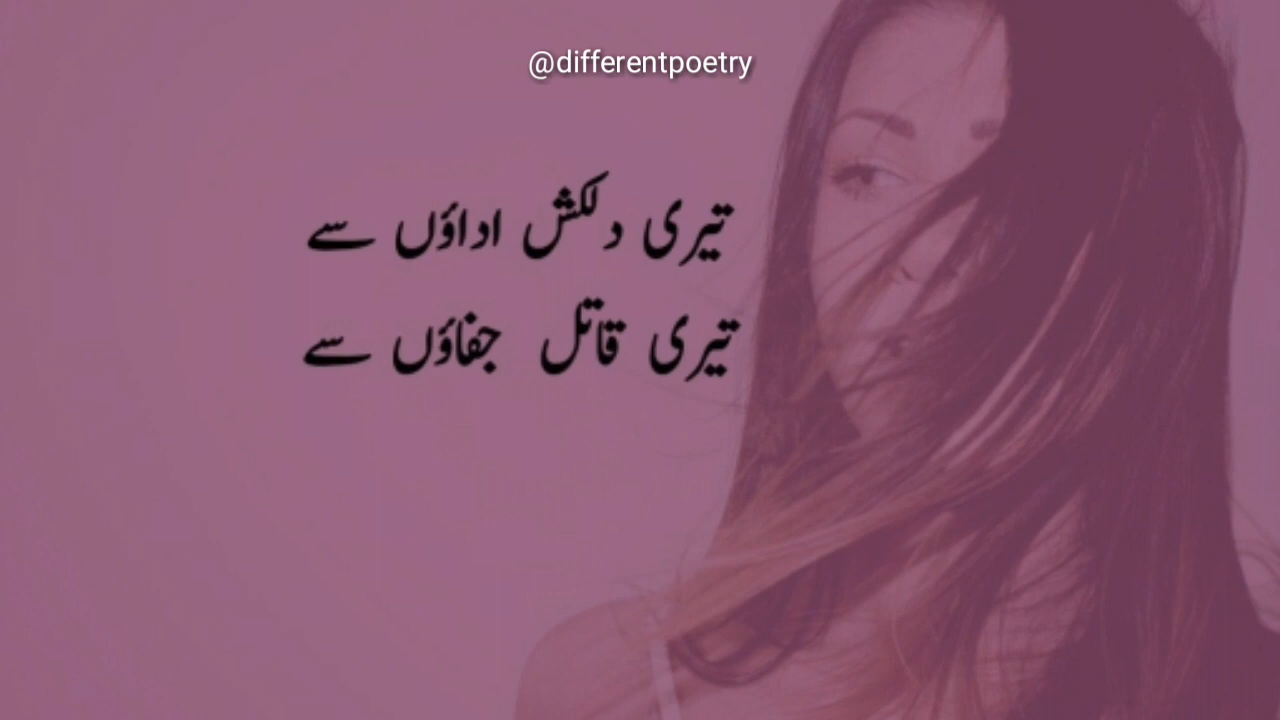 @differentpoetry
تیری دلکش اداؤں سے
تیری قاتل جفاؤں سے